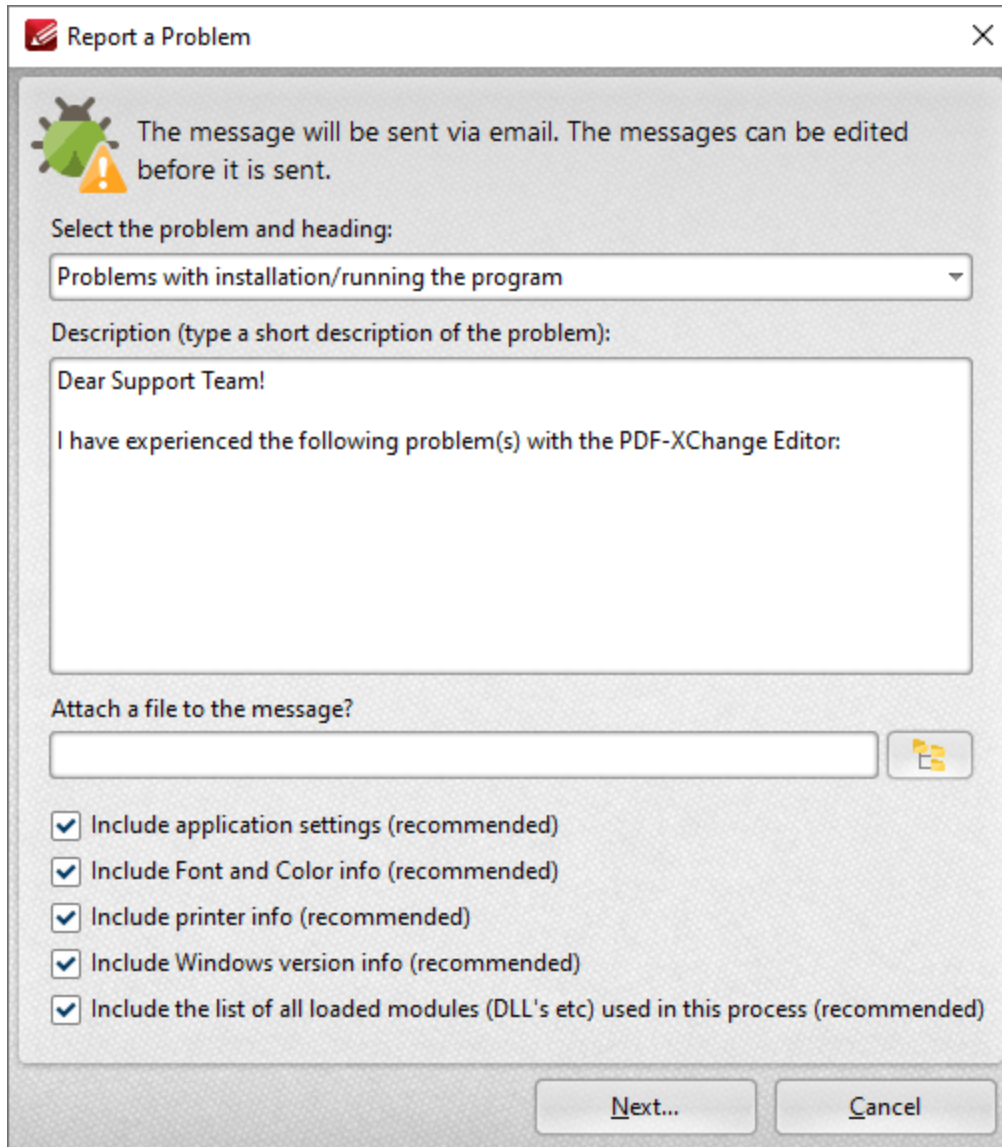 Report a Problem
The message will be sent via email. The messages can be edited
before it is sent.
Select the problem and heading:
Problems with installation/running the program
Description (type a short description of the problem):
Dear Support Team!
I have experienced the following problem(s) with the PDF-XChange Editor:
Attach a file to the message?
Include application settings (recommended)
Include Font and Color info (recommended)
Include printer info (recommended)
Include Windows version info (recommended)
Include the list of all loaded modules (DLL's etc) used in this process (recommended)
Next...
Cancel